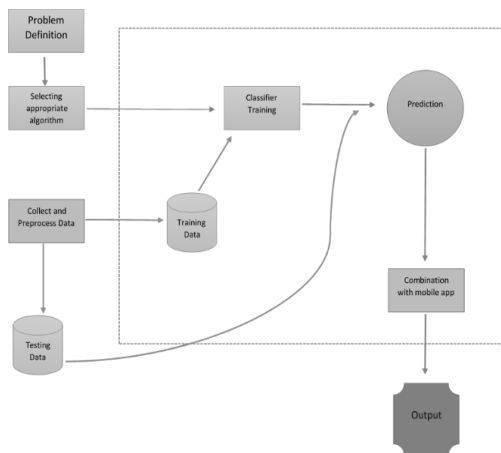 Problem
Definition
Selecting
appropriate
algorithm
Classifier
Training
Prediction
Collect and
Preprocess Data
Training
Data
Combination
with mobile app
Testing
Data
Output